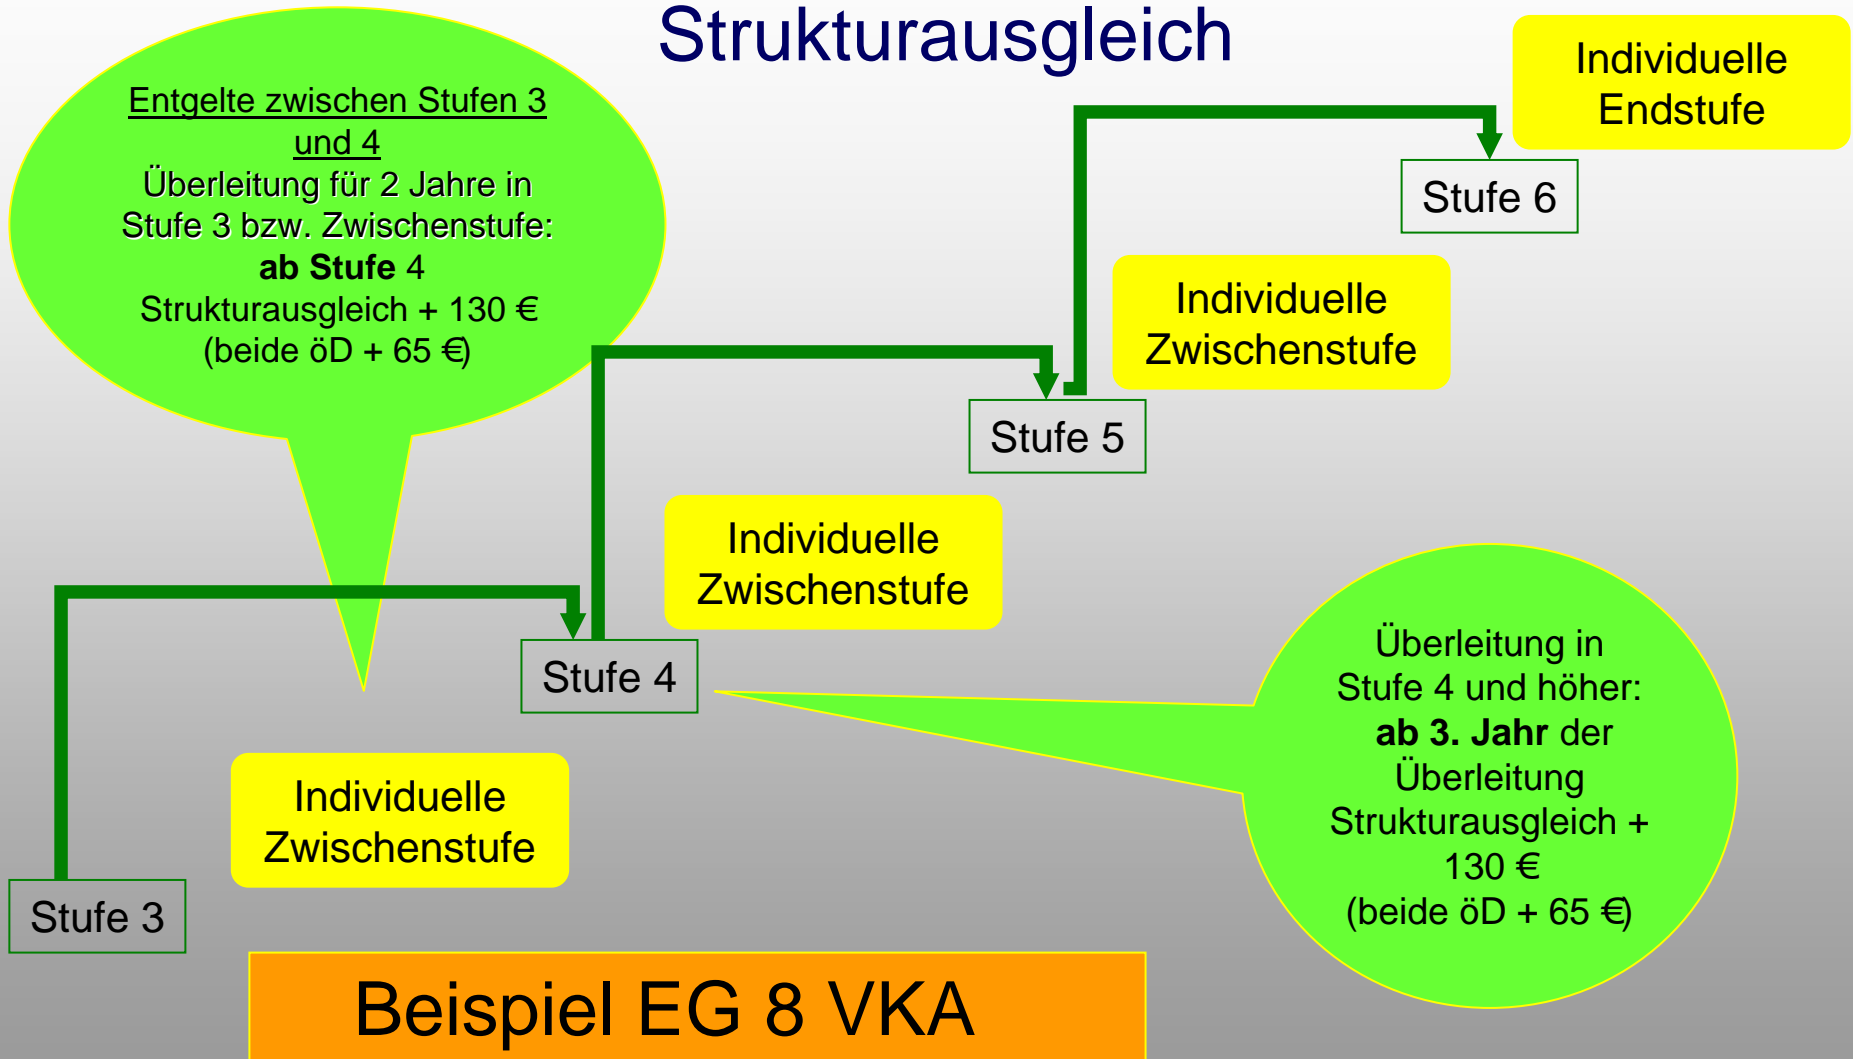 Strukturausgleich
Entgelte zwischen Stufen 3
und 4
Überleitung für 2 Jahre in
Stufe 3 bzw. Zwischenstufe:
ab Stufe 4
Strukturausgleich + 130 €
(beide öD + 65 €)
Individuelle
Endstufe
Stufe 6
Individuelle
Zwischenstufe
Stufe 5
Individuelle
Zwischenstufe
Stufe 4
Überleitung in
Stufe 4 und höher:
ab 3. Jahr der
Überleitung
Strukturausgleich +
130 €
(beide öD + 65 €)
Individuelle
Zwischenstufe
Stufe 3
Beispiel EG 8 VKA